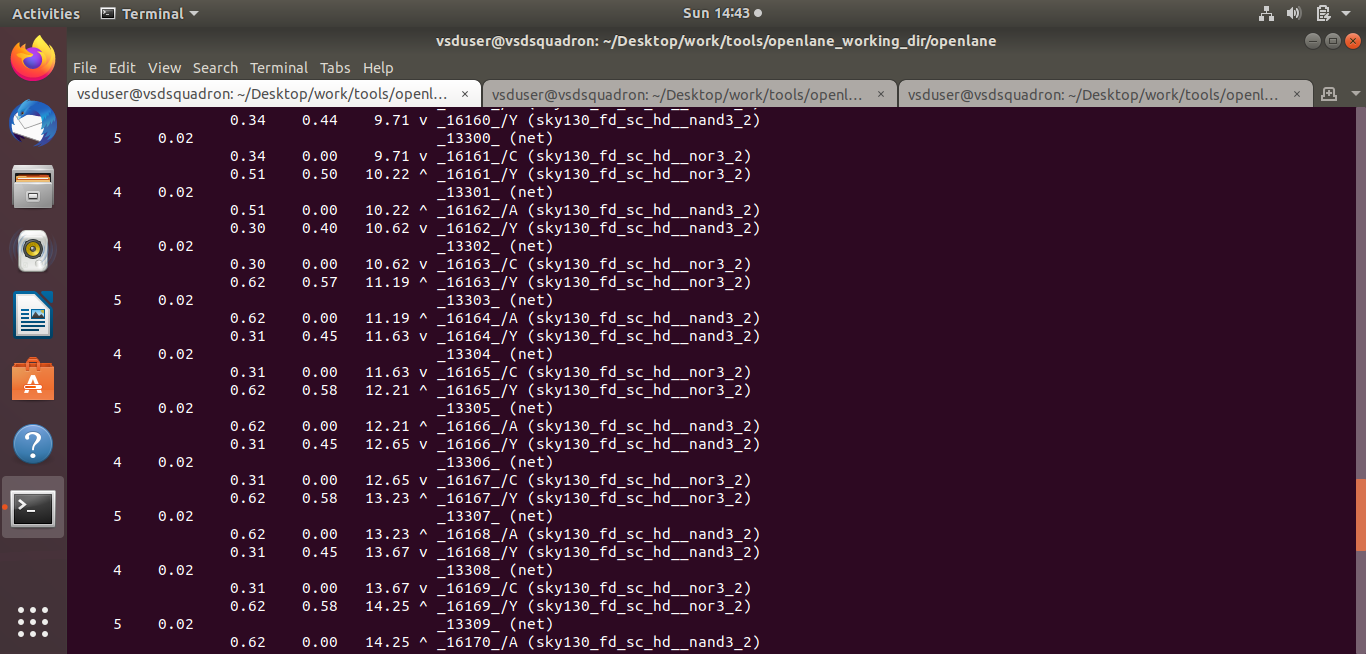 Activities Terminal Sun 14:43
vsduser@vsdsquadron: ~/Desktop/work/tools/openlane_working_dir/openlane
File Edit View Search Terminal Tabs Help
vsduser@vsdsquadron: ~/Desktop/work/tools/openl... × vsduser@vsdsquadron: ~/Desktop/work/tools/openl... × vsduser@vsdsquadron: ~/Desktop/work/tools/openl... ×
0.34 0.44 9.71 v _16160_/Y (sky130_fd_sc_hd__nand3_2)
5 0.02 _13300_ (net)
0.34 0.00 9.71 v _16161_/C (sky130_fd_sc_hd__nor3_2)
0.51 0.50 10.22 ^ _16161_/Y (sky130_fd_sc_hd__nor3_2)
4 0.02 _13301_ (net)
0.51 0.00 10.22 ^ _16162_/A (sky130_fd_sc_hd__nand3_2)
0.30 0.40 10.62 v _16162_/Y (sky130_fd_sc_hd__nand3_2)
4 0.02 _13302_ (net)
0.30 0.00 10.62 v _16163_/C (sky130_fd_sc_hd__nor3_2)
0.62 0.57 11.19 ^ _16163_/Y (sky130_fd_sc_hd__nor3_2)
5 0.02 _13303_ (net)
0.62 0.00 11.19 ^ _16164_/A (sky130_fd_sc_hd__nand3_2)
0.31 0.45 11.63 v _16164_/Y (sky130_fd_sc_hd__nand3_2)
4 0.02 _13304_ (net)
0.31 0.00 11.63 v _16165_/C (sky130_fd_sc_hd__nor3_2)
0.62 0.58 12.21 ^ _16165_/Y (sky130_fd_sc_hd__nor3_2)
5 0.02 _13305_ (net)
0.62 0.00 12.21 ^ _16166_/A (sky130_fd_sc_hd__nand3_2)
0.31 0.45 12.65 v _16166_/Y (sky130_fd_sc_hd__nand3_2)
4 0.02 _13306_ (net)
0.31 0.00 12.65 v _16167_/C (sky130_fd_sc_hd__nor3_2)
0.62 0.58 13.23 ^ _16167_/Y (sky130_fd_sc_hd__nor3_2)
5 0.02 _13307_ (net)
0.62 0.00 13.23 ^ _16168_/A (sky130_fd_sc_hd__nand3_2)
0.31 0.45 13.67 v _16168_/Y (sky130_fd_sc_hd__nand3_2)
4 0.02 _13308_ (net)
0.31 0.00 13.67 v _16169_/C (sky130_fd_sc_hd__nor3_2)
0.62 0.58 14.25 ^ _16169_/Y (sky130_fd_sc_hd__nor3_2)
5 0.02 _13309_ (net)
0.62 0.00 14.25 ^ _16170_/A (sky130_fd_sc_hd__nand3_2)